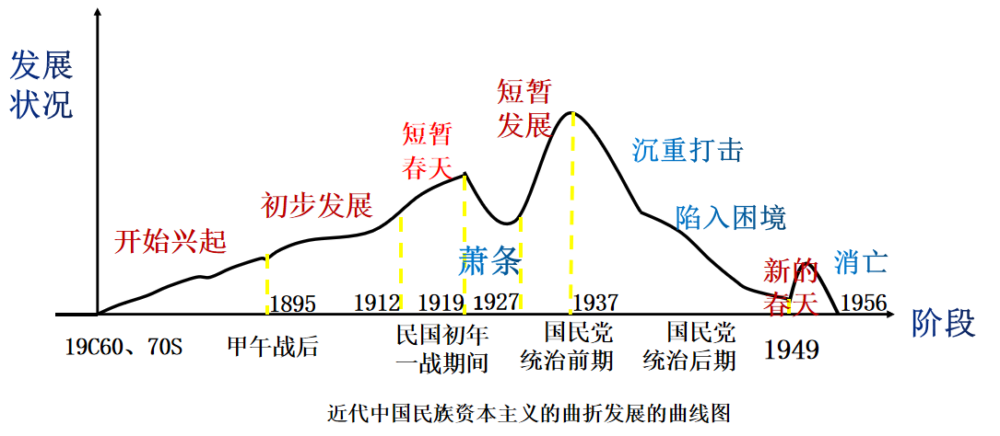 发展
状况
短暂
发展
短暂
春天
沉重打击
初步发展
陷入困境
开始兴起
萧条
新的
春天
消亡
1895
1912
1919
1927
1937
1956
阶段
19C60、70S
甲午战后
民国初年
一战期间
国民党
统治前期
国民党
统治后期
1949
近代中国民族资本主义的曲折发展的曲线图